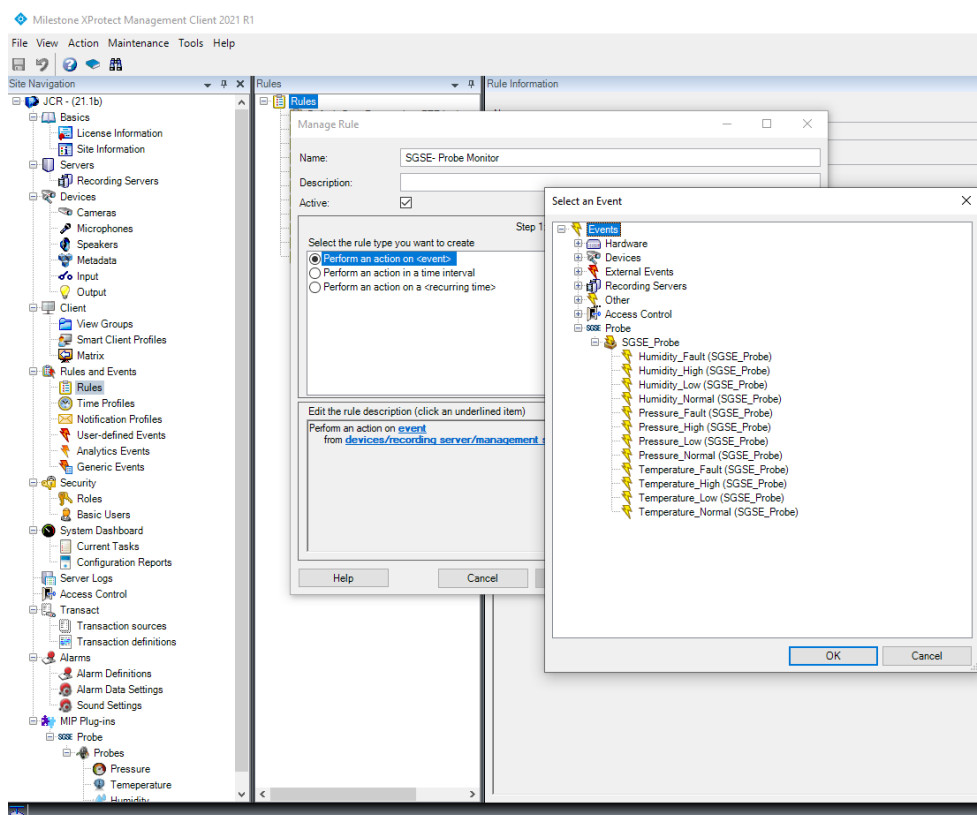 Milestone XProtect Management Client 2021 R1
File View Action Maintenance Tools Help
Site Navigation
JCR - (21.1b)
Basics
License Information
Site Information
Servers
Recording Servers
Devices
Cameras
Microphones
Speakers
Metadata
Input
Output
Client
View Groups
Smart Client Profiles
Matrix
Rules and Events
Rules
Time Profiles
Notification Profiles
User-defined Events
Analytics Events
Generic Events
Security
Roles
Basic Users
System Dashboard
Current Tasks
Configuration Reports
Server Logs
Access Control
Transact
Transaction sources
Transaction definitions
Alarms
Alarm Definitions
Alarm Data Settings
Sound Settings
MIP Plug-ins
SGSE Probe
Probes
Pressure
Temeperature
Humidity
Rules
Rules
Rule Information
Manage Rule
Name: SGSE- Probe Monitor
Description:
Active:
Step 1:
Select the rule type you want to create
Perform an action on <event>
Perform an action in a time interval
Perform an action on a <recurring time>
Edit the rule description (click an underlined item)
Perform an action on event
from devices/recording server/management s
Help Cancel
Select an Event
Events
Hardware
Devices
External Events
Recording Servers
Other
Access Control
SGSE Probe
SGSE_Probe
Humidity_Fault (SGSE_Probe)
Humidity_High (SGSE_Probe)
Humidity_Low (SGSE_Probe)
Humidity_Normal (SGSE_Probe)
Pressure_Fault (SGSE_Probe)
Pressure_High (SGSE_Probe)
Pressure_Low (SGSE_Probe)
Pressure_Normal (SGSE_Probe)
Temperature_Fault (SGSE_Probe)
Temperature_High (SGSE_Probe)
Temperature_Low (SGSE_Probe)
Temperature_Normal (SGSE_Probe)
OK Cancel